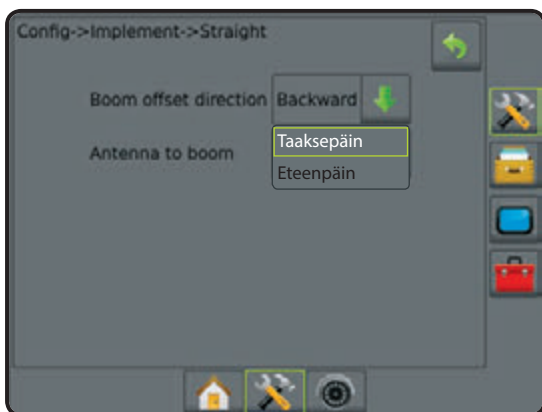 Config->Implement->Straight
Boom offset direction Backward
Antenna to boom
Taaksepäin
Eteenpäin